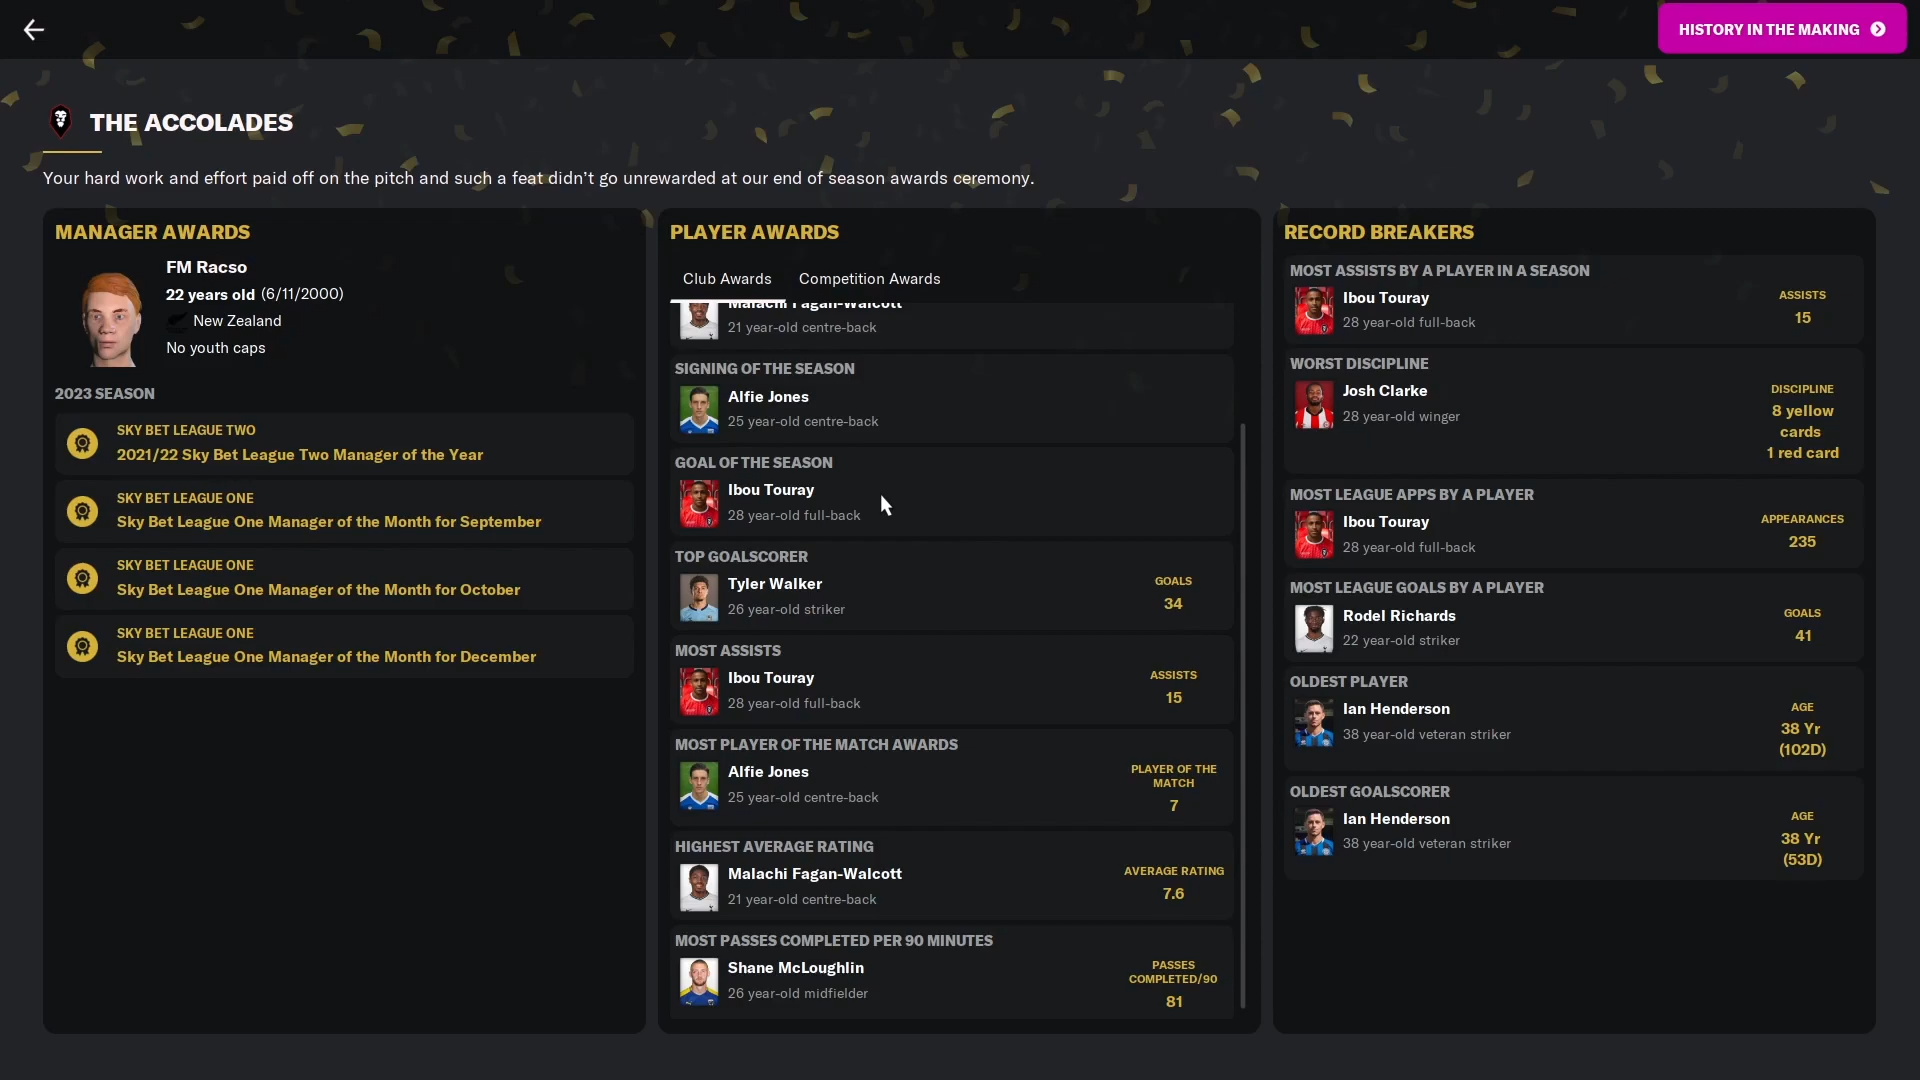 HISTORY IN THE MAKING
THE ACCOLADES
Your hard work and effort paid off on the pitch and such a feat didn't go unrewarded at our end of season awards ceremony.
MANAGER AWARDS
FM Racso
22 years old (6/11/2000)
New Zealand
No youth caps
2023 SEASON
SKY BET LEAGUE TWO
2021/22 Sky Bet League Two Manager of the Year
SKY BET LEAGUE ONE
Sky Bet League One Manager of the Month for September
SKY BET LEAGUE ONE
Sky Bet League One Manager of the Month for October
SKY BET LEAGUE ONE
Sky Bet League One Manager of the Month for December
PLAYER AWARDS
Club Awards Competition Awards
Malachi Fagan-Walcott
21 year-old centre-back
SIGNING OF THE SEASON
Alfie Jones
25 year-old centre-back
GOAL OF THE SEASON
Ibou Touray
28 year-old full-back
TOP GOALSCORER
Tyler Walker
26 year-old striker
GOALS
34
MOST ASSISTS
Ibou Touray
28 year-old full-back
ASSISTS
15
MOST PLAYER OF THE MATCH AWARDS
Alfie Jones
25 year-old centre-back
PLAYER OF THE
MATCH
7
HIGHEST AVERAGE RATING
Malachi Fagan-Walcott
21 year-old centre-back
AVERAGE RATING
7.6
MOST PASSES COMPLETED PER 90 MINUTES
Shane McLoughlin
26 year-old midfielder
PASSES
COMPLETED/90
81
RECORD BREAKERS
MOST ASSISTS BY A PLAYER IN A SEASON
Ibou Touray
28 year-old full-back
ASSISTS
15
WORST DISCIPLINE
Josh Clarke
28 year-old winger
DISCIPLINE
8 yellow
cards
1 red card
MOST LEAGUE APPS BY A PLAYER
Ibou Touray
28 year-old full-back
APPEARANCES
235
MOST LEAGUE GOALS BY A PLAYER
Rodel Richards
22 year-old striker
GOALS
41
OLDEST PLAYER
Ian Henderson
38 year-old veteran striker
AGE
38 Yr
(102D)
OLDEST GOALSCORER
Ian Henderson
38 year-old veteran striker
AGE
38 Yr
(53D)